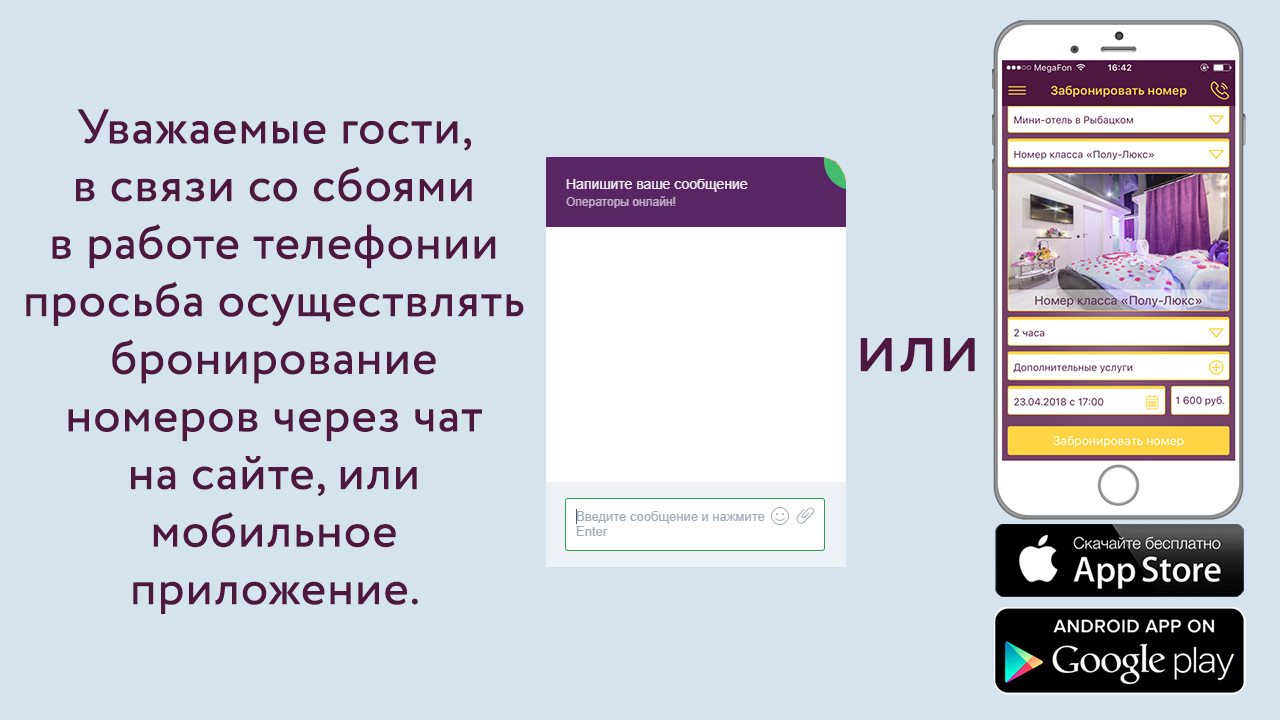 Уважаемые гости,
в связи со сбоями
в работе телефонии
просьба осуществлять
бронирование
номеров через чат
на сайте, или
мобильное
приложение.
Напишите ваше сообщение
Операторы онлайн!
Введите сообщение и нажмите
Enter
или
MegaFon 16:42
Забронировать номер
Мини-отель в Рыбацком
Номер класса «Полу-Люкс»
Номер класса «Полу-Люкс»
2 часа
Дополнительные услуги
23.04.2018 с 17:00 1 600 руб.
Забронировать номер
Скачайте бесплатно
App Store
ANDROID APP ON
Google play